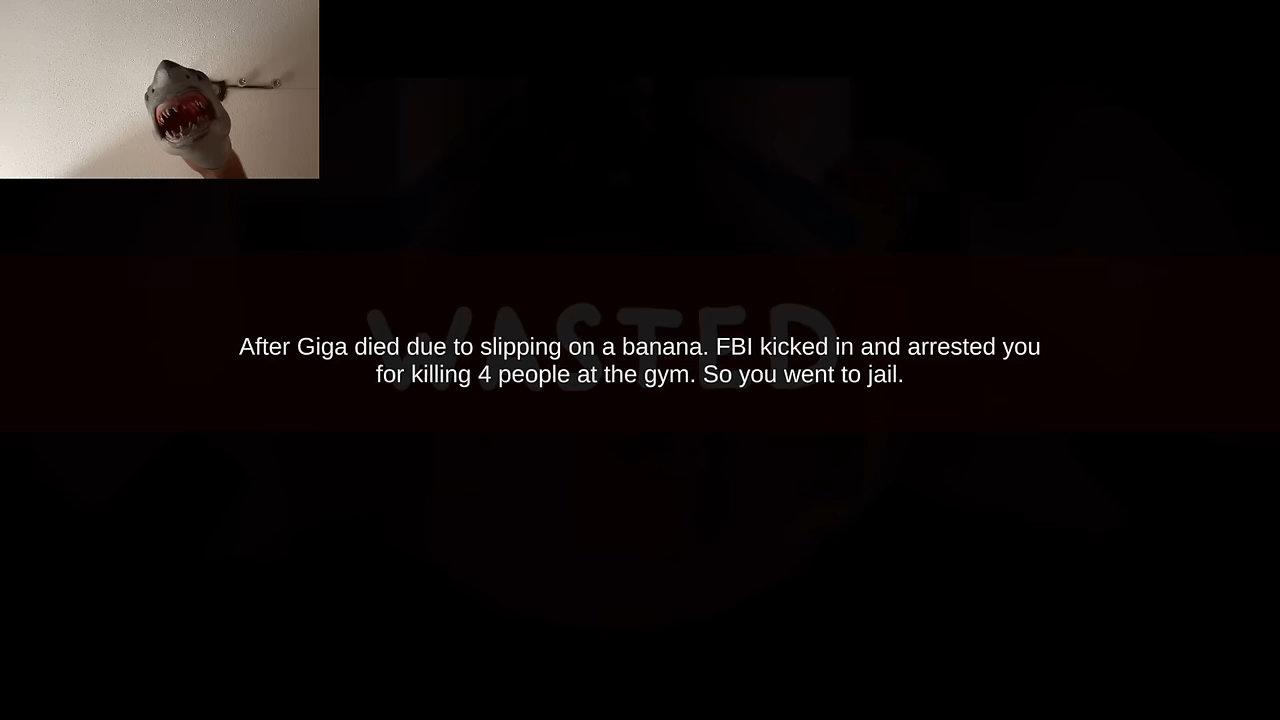 WASTED
After Giga died due to slipping on a banana. FBI kicked in and arrested you
for killing 4 people at the gym. So you went to jail.